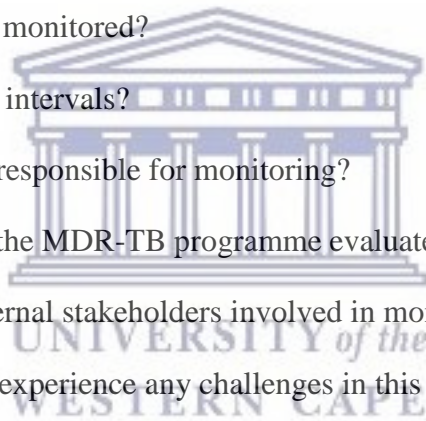 monitored?
intervals?
responsible for monitoring?
the MDR-TB programme evaluate
ernal stakeholders involved in mor
UNIVERSITY of the
experience any challenges in this
WESTERN CAPE